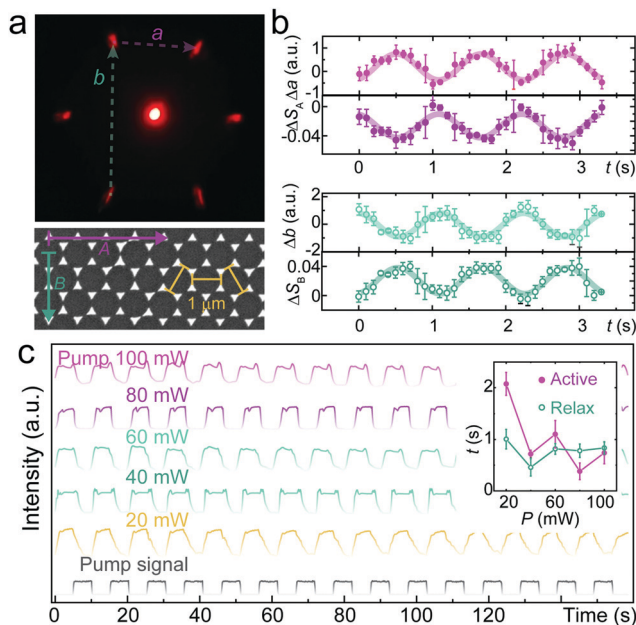 a
a
b
A
B
1 μm
b
Δa (a.u.)
1
0
-1
ΔS_A
0
-0.04
0 1 2 3 t (s)
Δb (a.u.)
2
0
-2
ΔS_B
0.04
0
0 1 2 3 t (s)
c
Intensity (a.u.)
Pump 100 mW
80 mW
60 mW
40 mW
20 mW
Pump signal
0 20 40 60 80 100 120 140 Time (s)
Active
Relax
t (s)
2
1
0
20 60 100
P (mW)